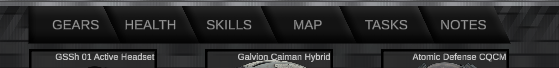 GEARS HEALTH SKILLS MAP TASKS NOTES
GSSh 01 Active Headset Galvion Caiman Hybrid Atomic Defense CQCM